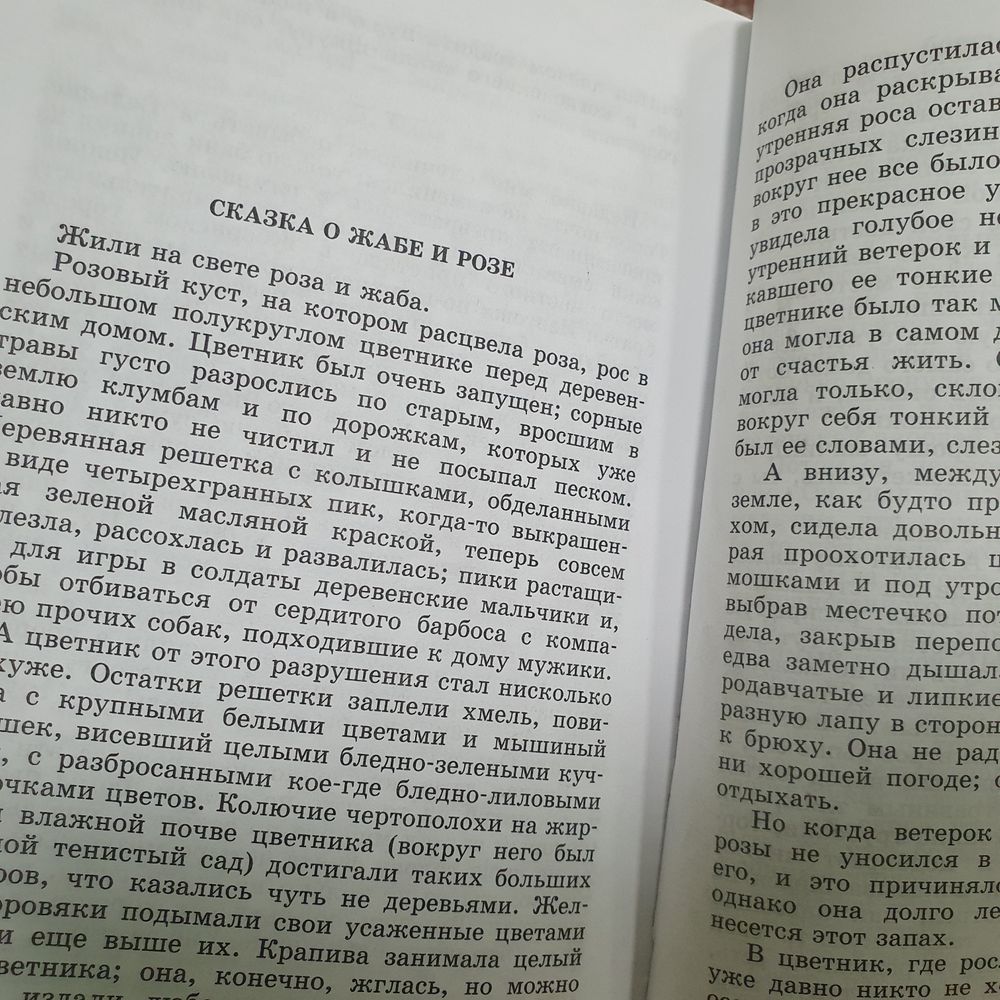 СКАЗКА О ЖАБЕ И РОЗЕ
Жили на свете роза и жаба.
Розовый куст, на котором расцвела роза, рос в
небольшом полукруглом цветнике перед деревен-
ским домом. Цветник был очень запущен; сорные
травы густо разрослись по старым, вросшим в
землю клумбам и по дорожкам, которых уже
давно никто не чистил и не посыпал песком.
Деревянная решетка с колышками, обделанными
виде четырехгранных пик, когда-то выкрашен-
ая зеленой масляной краской, теперь совсем
лезла, рассохлась и развалилась; пики растащи-
для игры в солдаты деревенские мальчики и,
обы отбиваться от сердитого барбоса с компа-
ею прочих собак, подходившие к дому мужики.
А цветник от этого разрушения стал нисколько
хуже. Остатки решетки заплели хмель, пови-
а с крупными белыми цветами и мышиный
шек, висевший целыми бледно-зелеными куч-
, с разбросанными кое-где бледно-лиловыми
очками цветов. Колючие чертополохи на жир-
и влажной почве цветника (вокруг него был
ной тенистый сад) достигали таких больших
ров, что казались чуть не деревьями. Жел-
оровяки подымали свои усаженные цветами
и еще выше их. Крапива занимала целый
ветника; она, конечно, жглась, но можно
издали
Она распустилас
когда она раскрыва
утренняя роса остав
прозрачных слезин
вокруг нее все было
в это прекрасное у
увидела голубое не
утренний ветерок и
кавшего ее тонкие
цветнике было так м
она могла в самом д
от счастья жить.
могла только, скло
вокруг себя тонкий
был ее словами, слез
А внизу, между
земле, как будто пр
хом, сидела довольн
рая проохотилась ц
мошками и под утро
выбрав местечко пот
дела, закрыв перепо
едва заметно дышала
родавчатые и липкие
разную лапу в сторон
к брюху. Она не рад
ни хорошей погоде;
отдыхать.
Но когда ветерок
розы не уносился в
его, и это причиняло
однако она долго ле
несется этот запах.
В цветник, где росл
уже давно никто не х